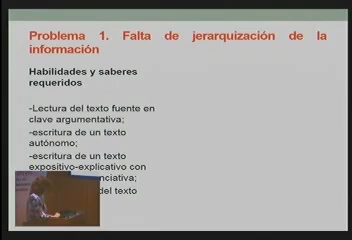 Problema 1. Falta de jerarquización de la
información
Habilidades y saberes
requeridos
-Lectura del texto fuente en
clave argumentativa;
-escritura de un texto
autónomo;
-escritura de un texto
expositivo-explicativo con
del texto